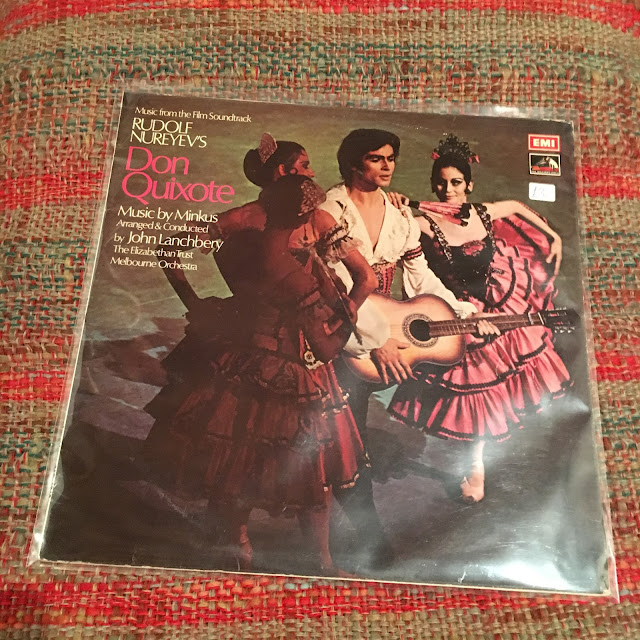 Music from the Film Soundtrack
RUDOLF
NUREYEV'S
Don
Quixote
Music by Minkus
Arranged & Conducted
by John Lanchbery
The Elizabethan Trust
Melbourne Orchestra
EMI